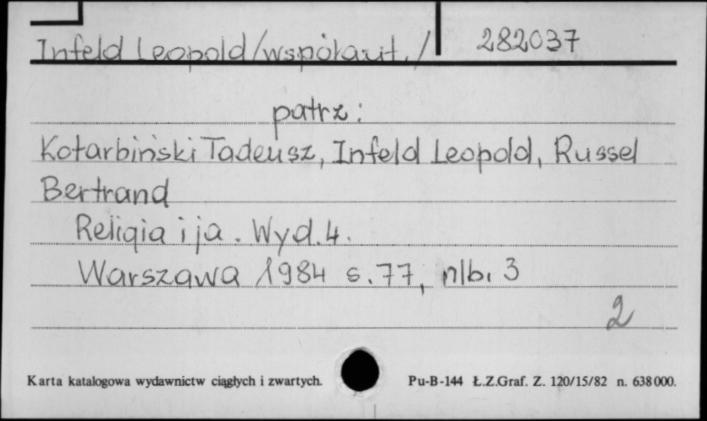 Infeld Leopold/współaut./ 282037
patrz:
Kotarbiński Tadeusz, Infeld Leopold, Russel
Bertrand
Religia i ja. Wyd. 4.
Warszawa 1984 s. 77, nlb. 3
2
Karta katalogowa wydawnictw ciągłych i zwartych. Pu-B-144 Ł.Z.Graf. Z. 120/15/82 n. 638000.